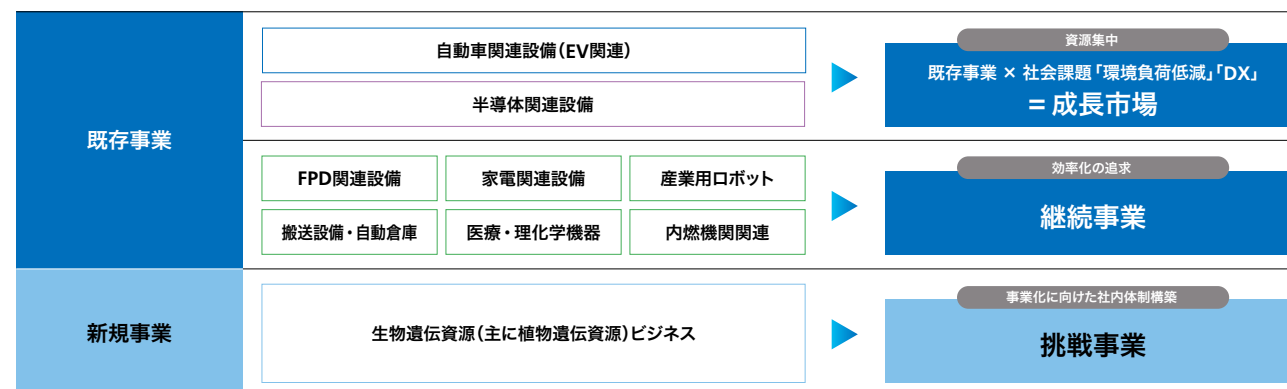 既存事業
自動車関連設備(EV関連)
半導体関連設備
資源集中
既存事業 × 社会課題「環境負荷低減」「DX」
= 成長市場
FPD関連設備
家電関連設備
産業用ロボット
搬送設備・自動倉庫
医療・理化学機器
内燃機関関連
効率化の追求
継続事業
新規事業
生物遺伝資源(主に植物遺伝資源)ビジネス
事業化に向けた社内体制構築
挑戦事業